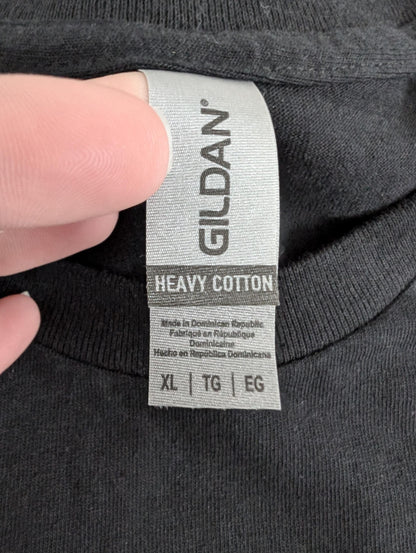 GILDAN®
HEAVY COTTON
Made in Dominican Republic
Fabriqué en République
Dominicaine
Hecho en República Dominicana
XL | TG | EG